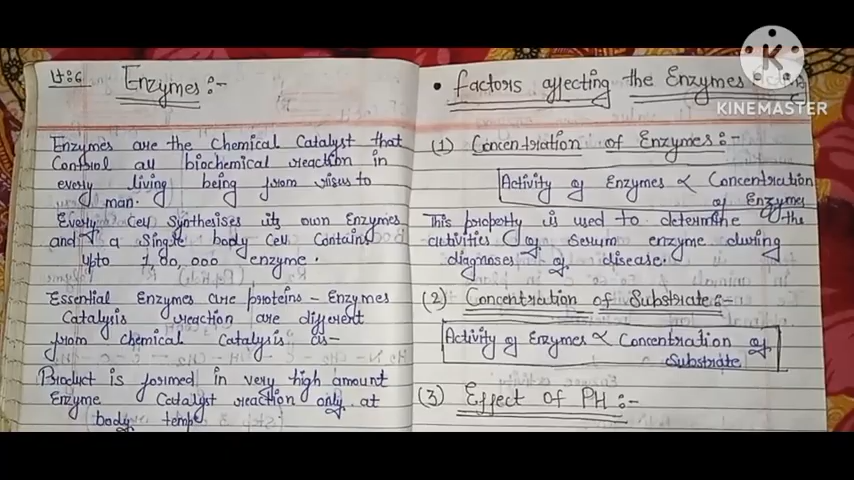 Ut:6 Enzymes :-
Enzymes are the Chemical Catalyst that
Control all biochemical reaction in
every living being from virus to
man.
Every cell synthesises its own Enzymes
and a Single body Cell Contains
upto 1,00,000 enzyme.
Essential Enzymes are proteins - Enzymes
Catalysis reaction are different
from chemical Catalysis as-
Product is formed in very high amount
Enzyme Catalyst reaction only at
body tempe
• factors affecting the Enzymes
(1) Concentration of Enzymes:-
Activity of Enzymes ∝ Concentration
of Enzymes
This property is used to determine the
activities of serum enzyme during
diagnoses of disease.
(2) Concentration of Substrate:-
Activity of Enzymes ∝ Concentration of
Substrate
(3) Effect of PH:-
K
KINEMASTER